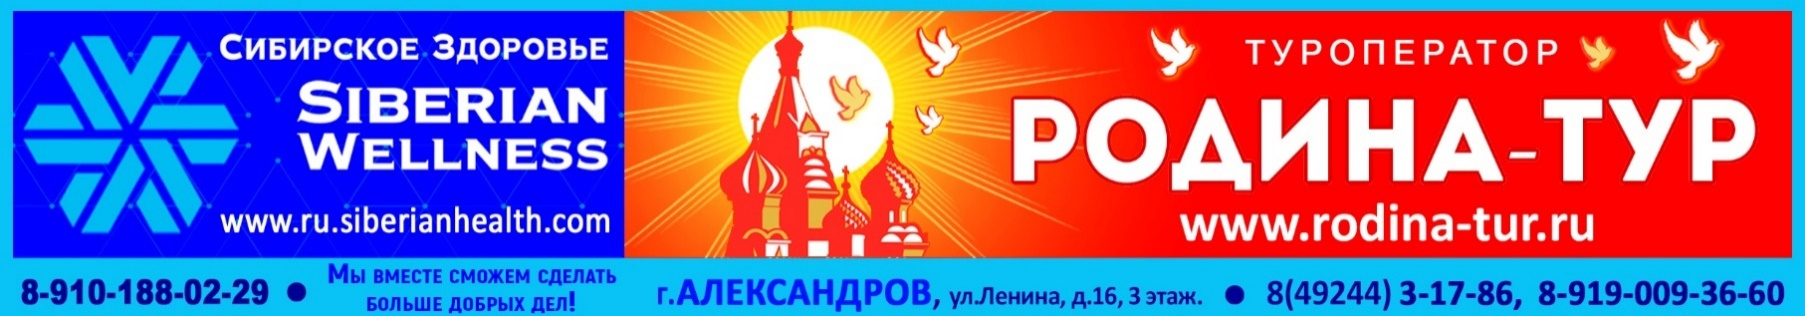 Сибирское Здоровье
Siberian
Wellness
www.ru.siberianhealth.com
ТУРОПЕРАТОР
РОДИНА-ТУР
www.rodina-tur.ru
8-910-188-02-29 • Мы вместе сможем сделать
больше добрых дел!
г.АЛЕКСАНДРОВ, ул.Ленина, д.16, 3 этаж. • 8(49244) 3-17-86, 8-919-009-36-60